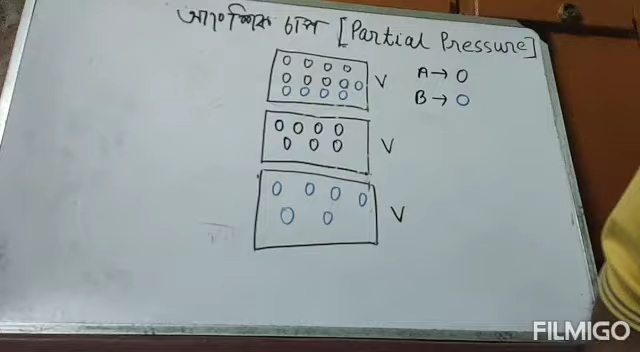 আংশিক চাপ [Partial Pressure]
V
A→ O
B→ O
V
V
FILMIGO